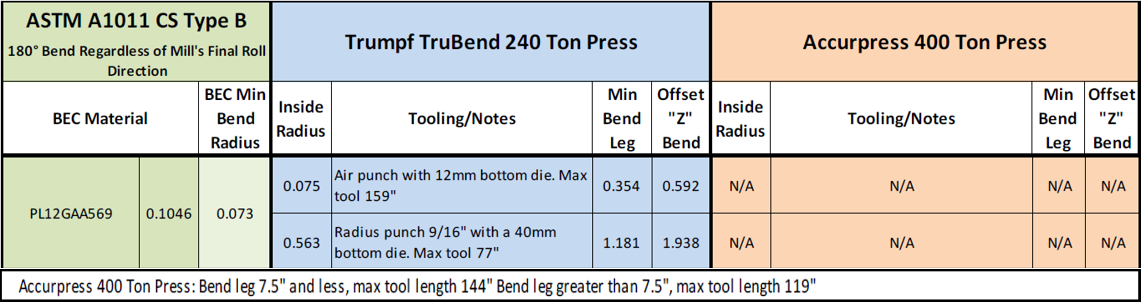 ASTM A1011 CS Type B
180° Bend Regardless of Mill's Final Roll
Direction
Trumpf TruBend 240 Ton Press
Accurpress 400 Ton Press
BEC Material
BEC Min
Bend
Radius
Inside
Radius
Tooling/Notes
Min
Bend
Leg
Offset
"Z"
Bend
Inside
Radius
Tooling/Notes
Min
Bend
Leg
Offset
"Z"
Bend
PL12GAA569
0.1046
0.073
0.075
Air punch with 12mm bottom die. Max
tool 159"
0.354
0.592
N/A
N/A
N/A
N/A
0.563
Radius punch 9/16" with a 40mm
bottom die. Max tool 77"
1.181
1.938
N/A
N/A
N/A
N/A
Accurpress 400 Ton Press: Bend leg 7.5" and less, max tool length 144" Bend leg greater than 7.5", max tool length 119"